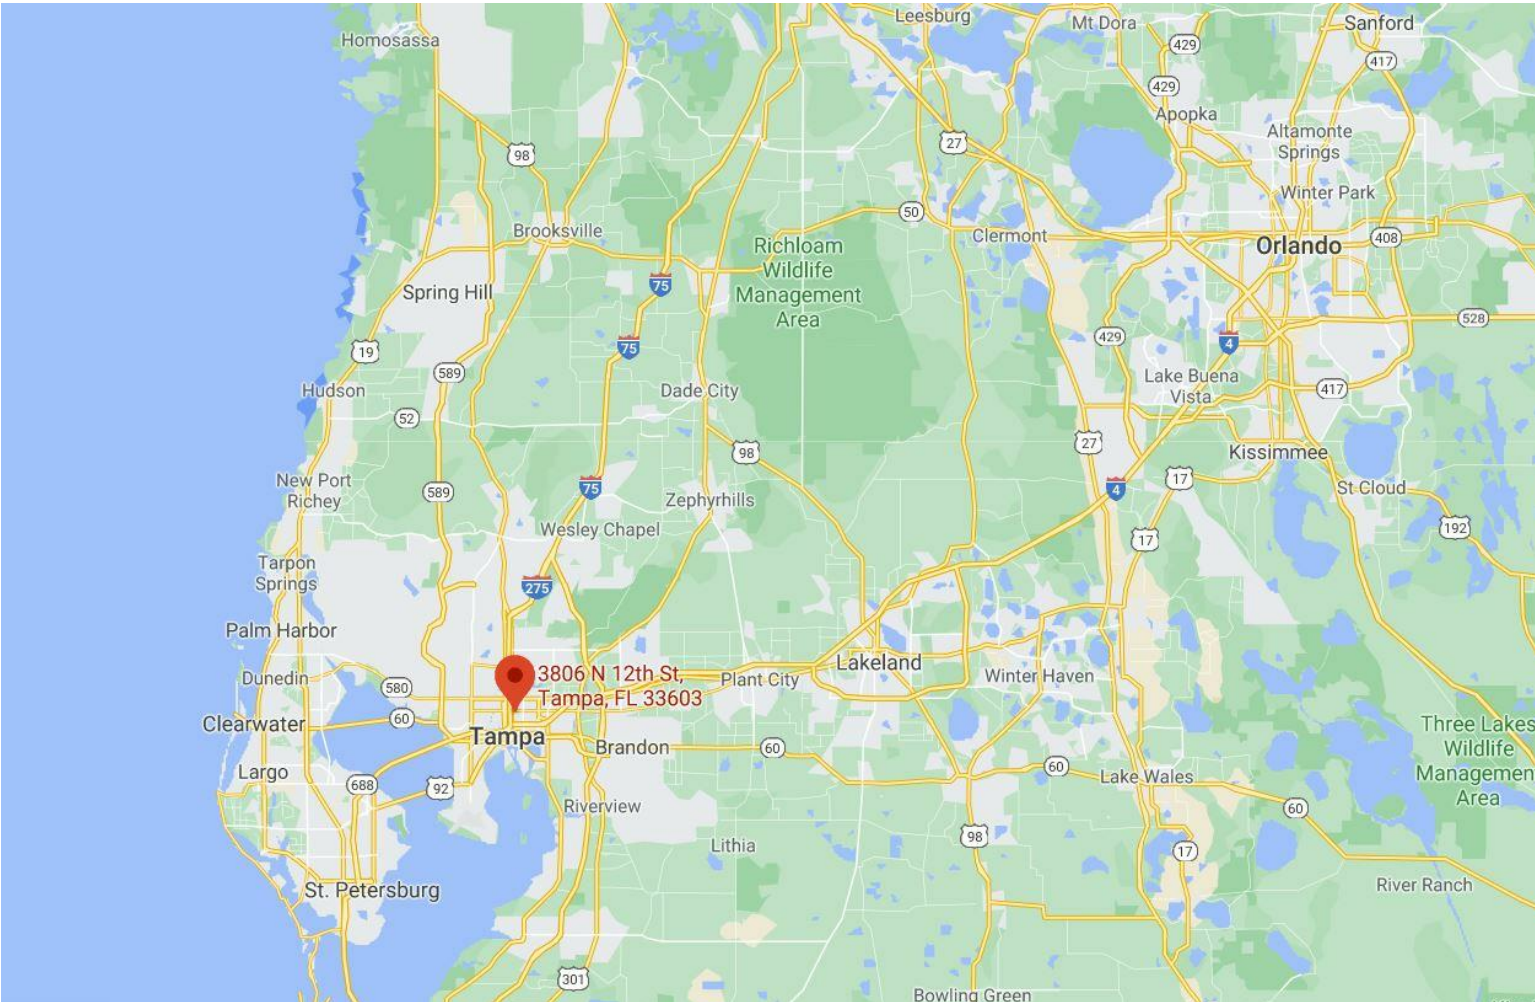 Leesburg
Mt Dora
Sanford
Homosassa
429
417
429
Apopka
Altamonte
Springs
27
98
Winter Park
50
Brooksville
Clermont
408
Orlando
Richloam
Wildlife
Management
Area
75
Spring Hill
528
429
4
75
19
589
Lake Buena
Vista
417
Hudson
Dade City
52
27
98
Kissimmee
New Port
Richey
589
75
4
17
St Cloud
Zephyrhills
Wesley Chapel
192
17
Tarpon
Springs
275
Palm Harbor
Lakeland
3806 N 12th St,
Tampa, FL 33603
Dunedin
580
Plant City
Winter Haven
Clearwater
60
Tampa
Brandon
60
Three Lakes
Wildlife
Managemen
Area
Largo
688
92
60
Lake Wales
Riverview
60
98
Lithia
17
St. Petersburg
River Ranch
301
Bowling Green